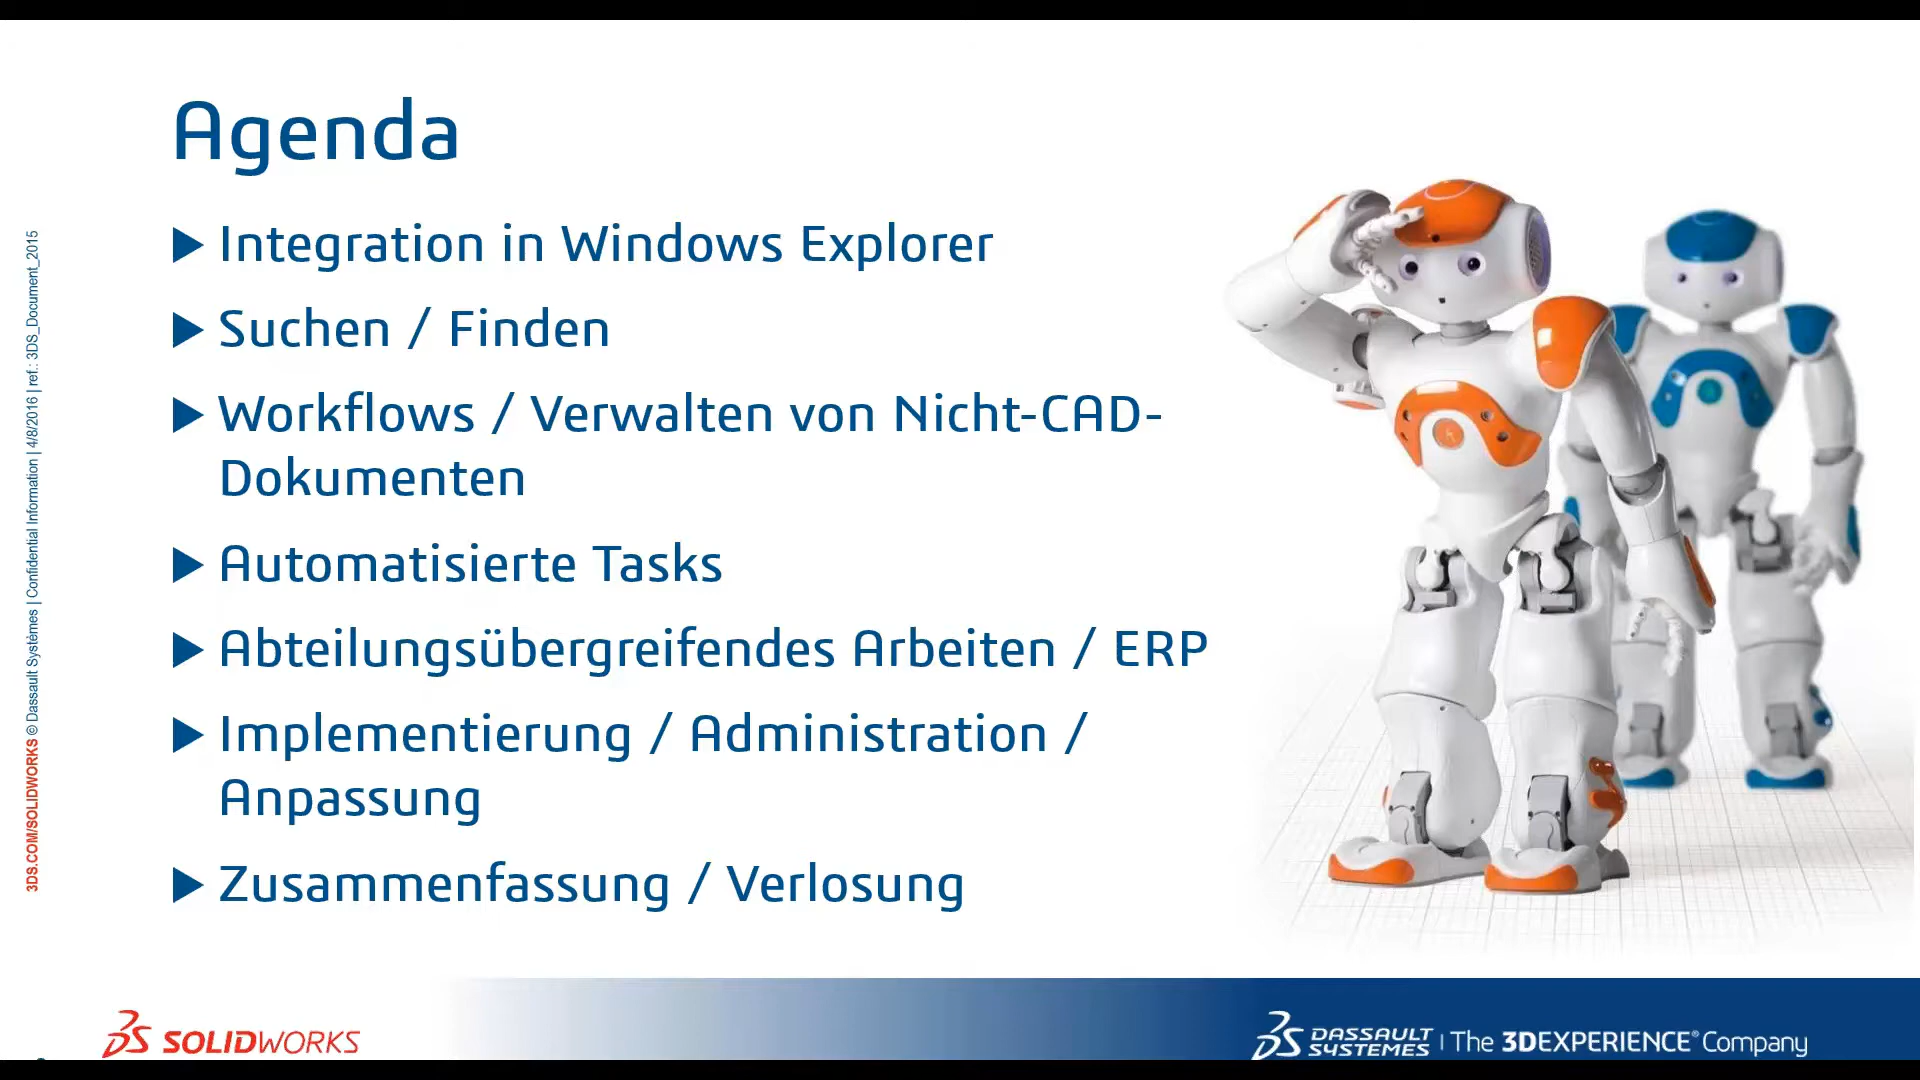 Agenda
▶ Integration in Windows Explorer
▶ Suchen / Finden
▶ Workflows / Verwalten von Nicht-CAD-
Dokumenten
▶ Automatisierte Tasks
▶ Abteilungsübergreifendes Arbeiten / ERP
▶ Implementierung / Administration /
Anpassung
▶ Zusammenfassung / Verlosung
3DS.COM/SOLIDWORKS © Dassault Systèmes | Confidential Information | 4/8/2016 | ref.: 3DS_Document_2015
SOLIDWORKS
DASSAULT
SYSTEMES | The 3DEXPERIENCE® Company